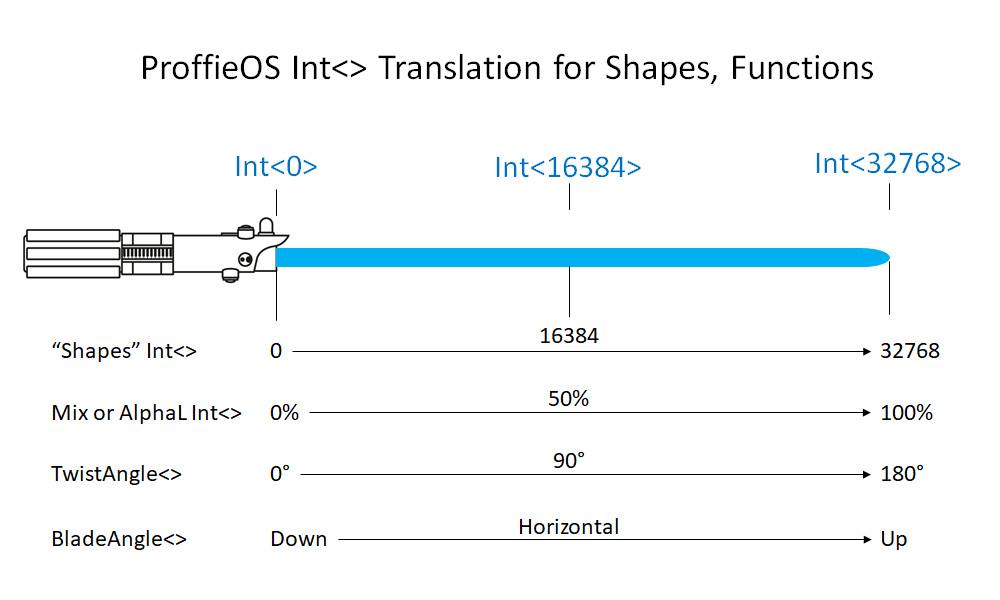 ProffieOS Int<> Translation for Shapes, Functions
Int<0> Int<16384> Int<32768>
“Shapes” Int<> 0 16384 32768
Mix or AlphaL Int<> 0% 50% 100%
TwistAngle<> 0° 90° 180°
BladeAngle<> Down Horizontal Up